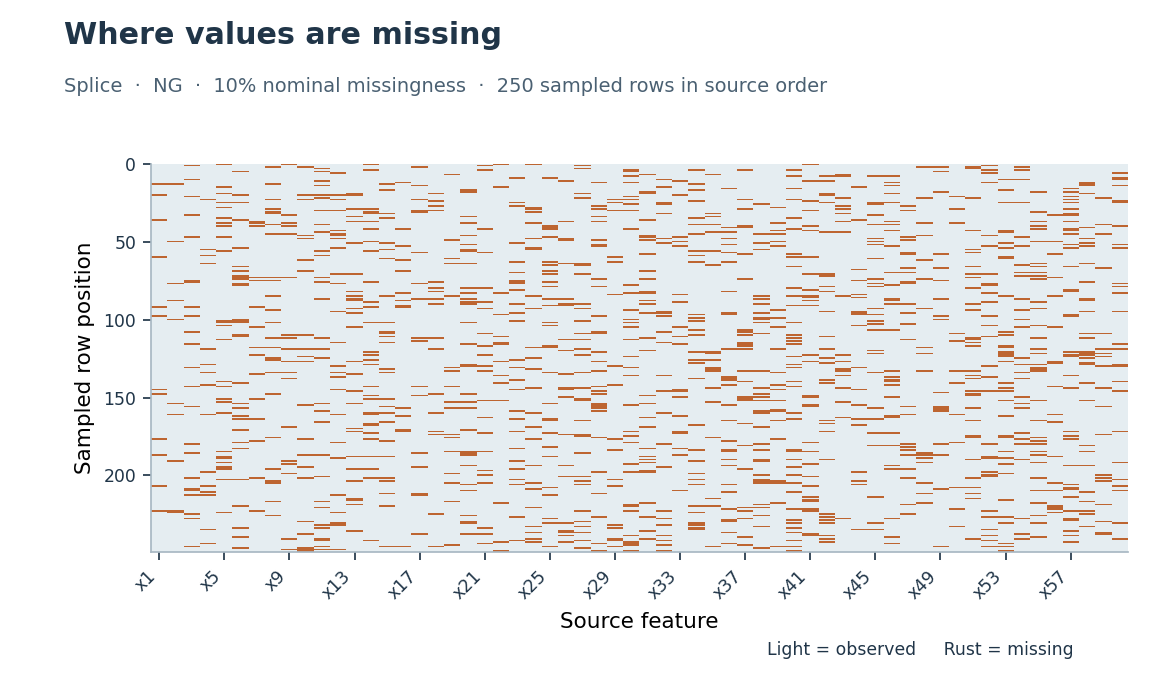 Where values are missing
Splice · NG · 10% nominal missingness · 250 sampled rows in source order
0
50
100
150
200
Sampled row position
x1 x5 x9 x13 x17 x21 x25 x29 x33 x37 x41 x45 x49 x53 x57
Source feature
Light = observed Rust = missing